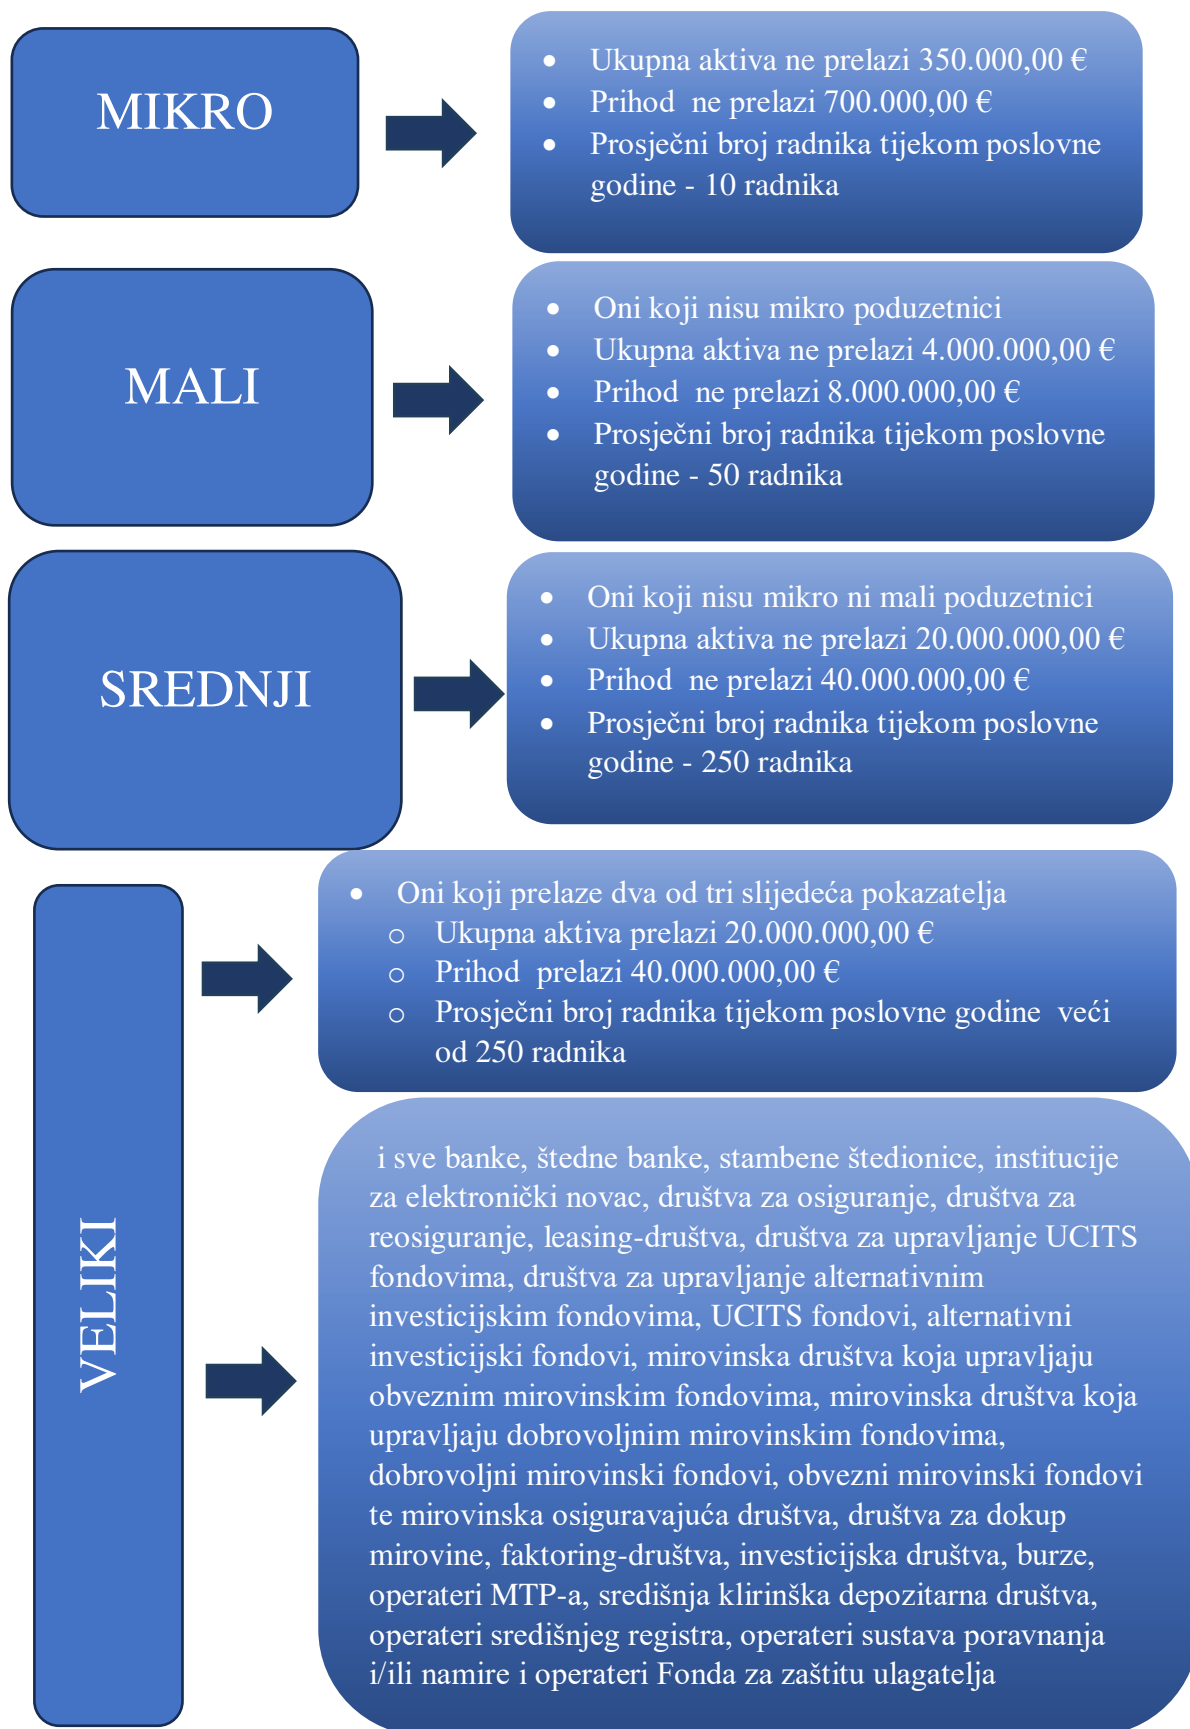 MIKRO
• Ukupna aktiva ne prelazi 350.000,00 €
• Prihod  ne prelazi 700.000,00 €
• Prosječni broj radnika tijekom poslovne
godine - 10 radnika
MALI
• Oni koji nisu mikro poduzetnici
• Ukupna aktiva ne prelazi 4.000.000,00 €
• Prihod  ne prelazi 8.000.000,00 €
• Prosječni broj radnika tijekom poslovne
godine - 50 radnika
SREDNJI
• Oni koji nisu mikro ni mali poduzetnici
• Ukupna aktiva ne prelazi 20.000.000,00 €
• Prihod  ne prelazi 40.000.000,00 €
• Prosječni broj radnika tijekom poslovne
godine - 250 radnika
VELIKI
• Oni koji prelaze dva od tri slijedeća pokazatelja
o Ukupna aktiva prelazi 20.000.000,00 €
o Prihod  prelazi 40.000.000,00 €
o Prosječni broj radnika tijekom poslovne godine  veći
od 250 radnika
i sve banke, štedne banke, stambene štedionice, institucije
za elektronički novac, društva za osiguranje, društva za
reosiguranje, leasing-društva, društva za upravljanje UCITS
fondovima, društva za upravljanje alternativnim
investicijskim fondovima, UCITS fondovi, alternativni
investicijski fondovi, mirovinska društva koja upravljaju
obveznim mirovinskim fondovima, mirovinska društva koja
upravljaju dobrovoljnim mirovinskim fondovima,
dobrovoljni mirovinski fondovi, obvezni mirovinski fondovi
te mirovinska osiguravajuća društva, društva za dokup
mirovine, faktoring-društva, investicijska društva, burze,
operateri MTP-a, središnja klirinška depozitarna društva,
operateri središnjeg registra, operateri sustava poravnanja
i/ili namire i operateri Fonda za zaštitu ulagatelja